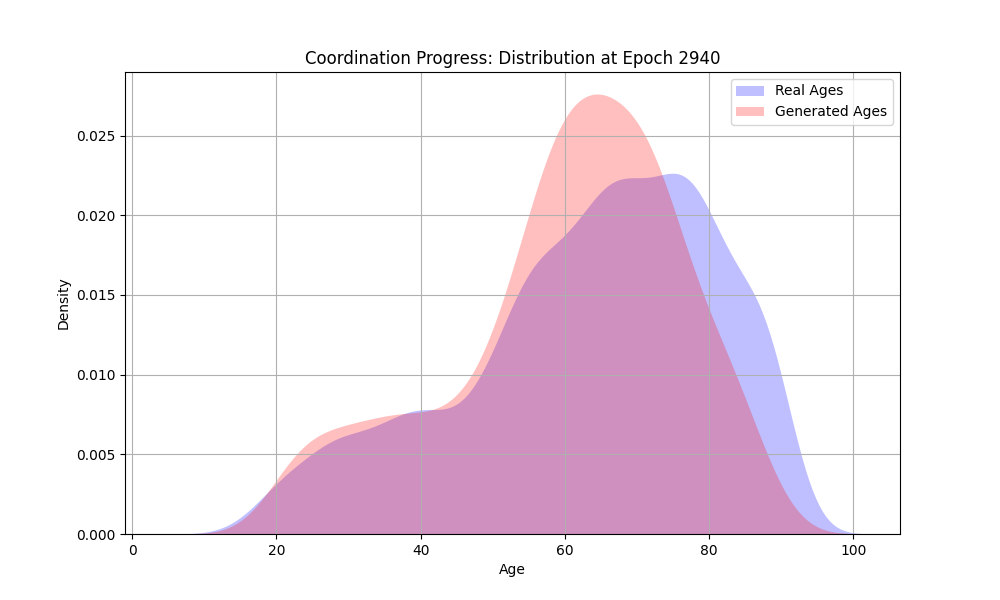 Coordination Progress: Distribution at Epoch 2940
Real Ages
Generated Ages
Density
0.025
0.020
0.015
0.010
0.005
0.000
0 20 40 60 80 100
Age